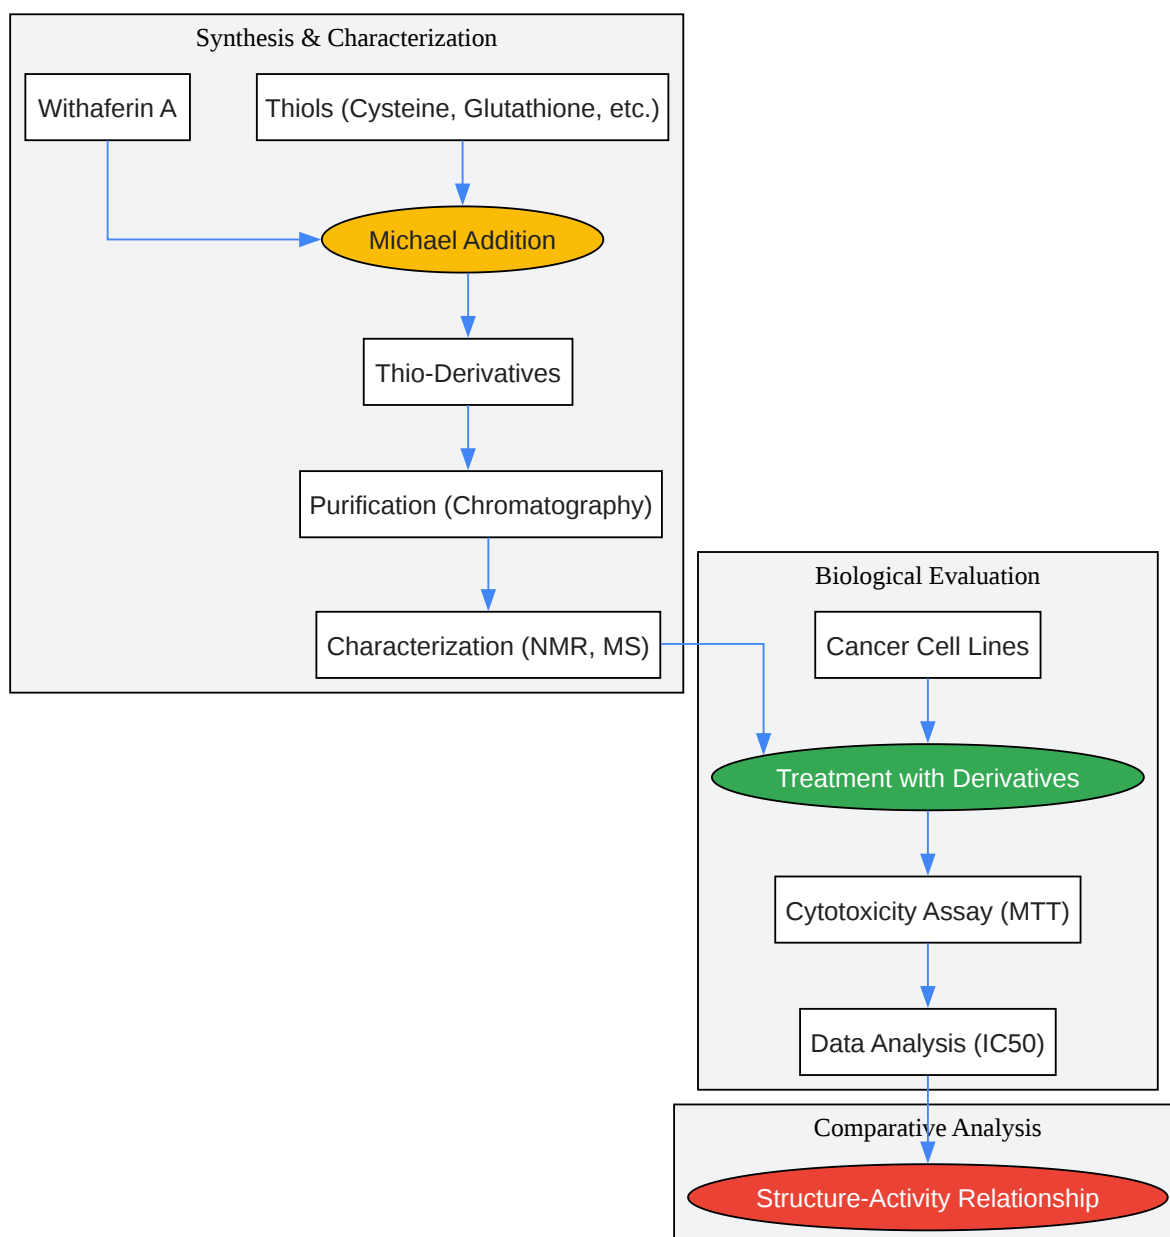 Synthesis & Characterization
Withaferin A
Thiols (Cysteine, Glutathione, etc.)
Michael Addition
Thio-Derivatives
Purification (Chromatography)
Characterization (NMR, MS)
Biological Evaluation
Cancer Cell Lines
Treatment with Derivatives
Cytotoxicity Assay (MTT)
Data Analysis (IC50)
Comparative Analysis
Structure-Activity Relationship